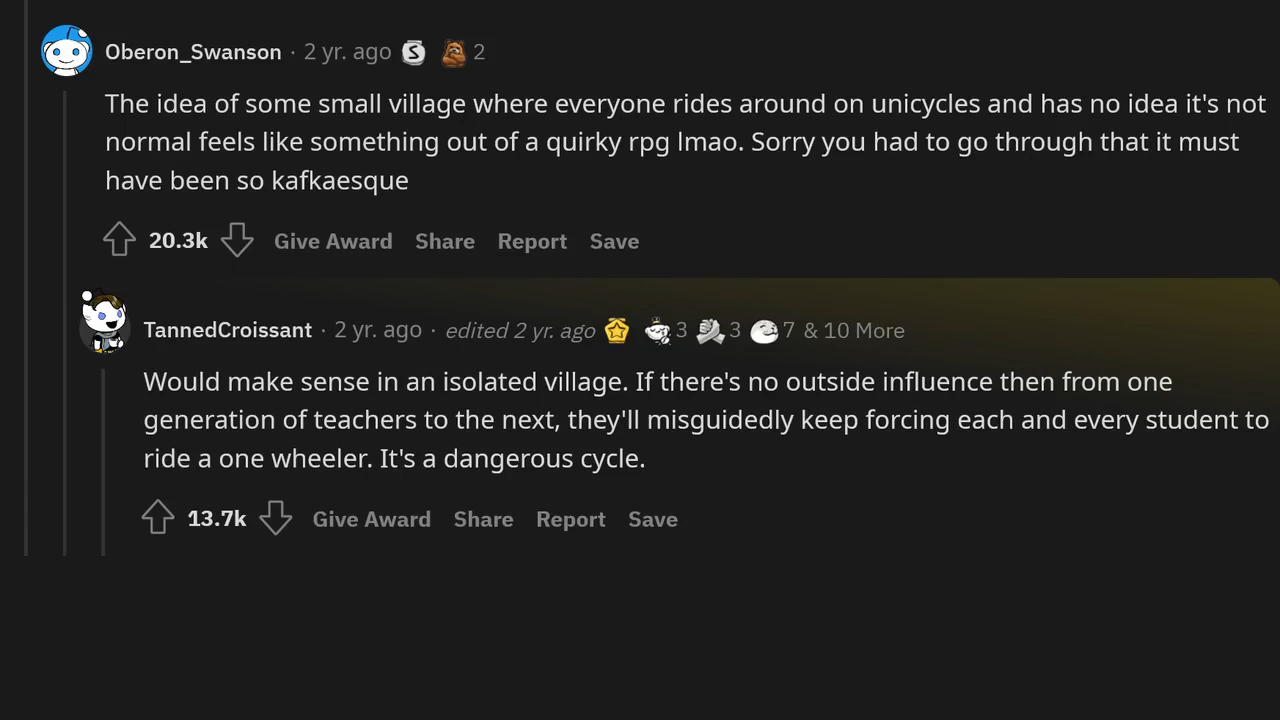 Oberon_Swanson · 2 yr. ago S 2
The idea of some small village where everyone rides around on unicycles and has no idea it's not
normal feels like something out of a quirky rpg lmao. Sorry you had to go through that it must
have been so kafkaesque
20.3k Give Award Share Report Save
TannedCroissant · 2 yr. ago · edited 2 yr. ago 3 3 7 & 10 More
Would make sense in an isolated village. If there's no outside influence then from one
generation of teachers to the next, they'll misguidedly keep forcing each and every student to
ride a one wheeler. It's a dangerous cycle.
13.7k Give Award Share Report Save